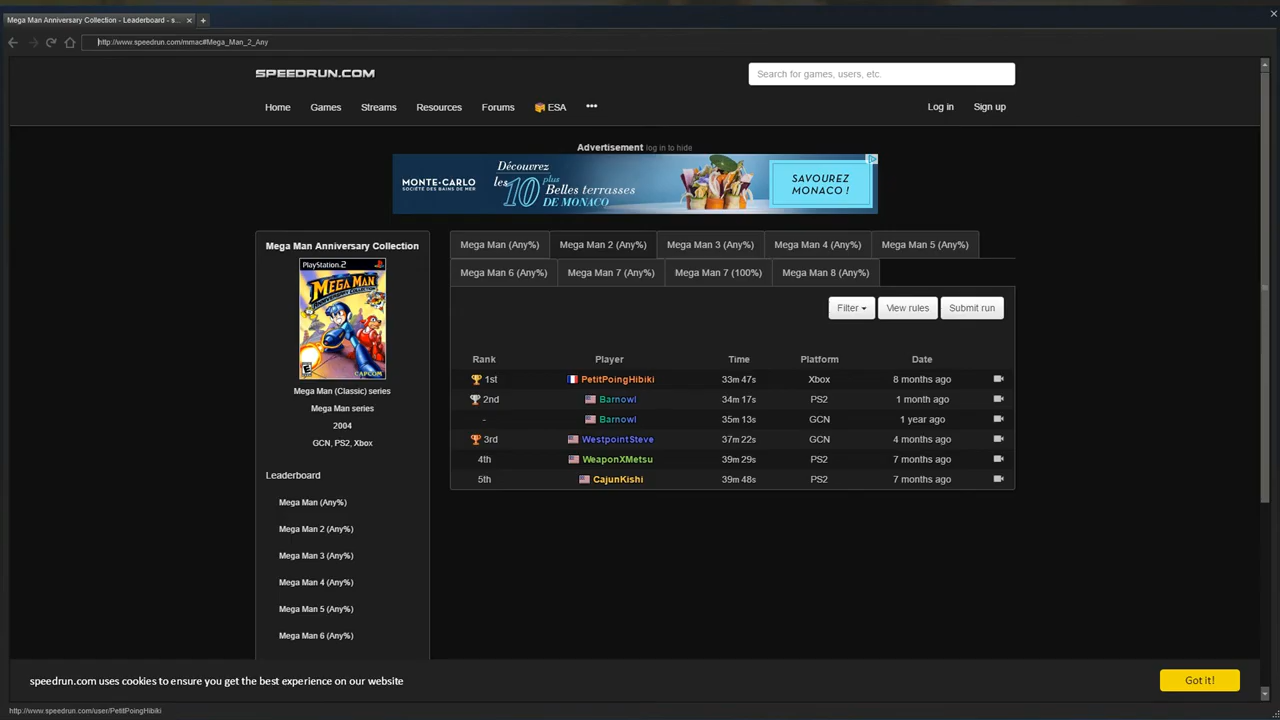 Mega Man Anniversary Collection - Leaderboard - s...
http://www.speedrun.com/mmac#Mega_Man_2_Any
SPEEDRUN.COM
Search for games, users, etc.
Home Games Streams Resources Forums ESA ••• Log in Sign up
Advertisement log in to hide
MONTE-CARLO
SOCIÉTÉ DES BAINS DE MER
Découvrez
les 10 plus
Belles terrasses
DE MONACO
SAVOUREZ
MONACO !
Mega Man Anniversary Collection
PlayStation.2
MEGA MAN
ANNIVERSARY COLLECTION
E
CAPCOM
Mega Man (Classic) series
Mega Man series
2004
GCN, PS2, Xbox
Leaderboard
Mega Man (Any%)
Mega Man 2 (Any%)
Mega Man 3 (Any%)
Mega Man 4 (Any%)
Mega Man 5 (Any%)
Mega Man 6 (Any%)
Mega Man (Any%) Mega Man 2 (Any%) Mega Man 3 (Any%) Mega Man 4 (Any%) Mega Man 5 (Any%)
Mega Man 6 (Any%) Mega Man 7 (Any%) Mega Man 7 (100%) Mega Man 8 (Any%)
Filter View rules Submit run
Rank Player Time Platform Date
1st PetitPoingHibiki 33m 47s Xbox 8 months ago
2nd Barnowl 34m 17s PS2 1 month ago
- Barnowl 35m 13s GCN 1 year ago
3rd WestpointSteve 37m 22s GCN 4 months ago
4th WeaponXMetsu 39m 29s PS2 7 months ago
5th CajunKishi 39m 48s PS2 7 months ago
speedrun.com uses cookies to ensure you get the best experience on our website
Got it!
http://www.speedrun.com/user/PetitPoingHibiki